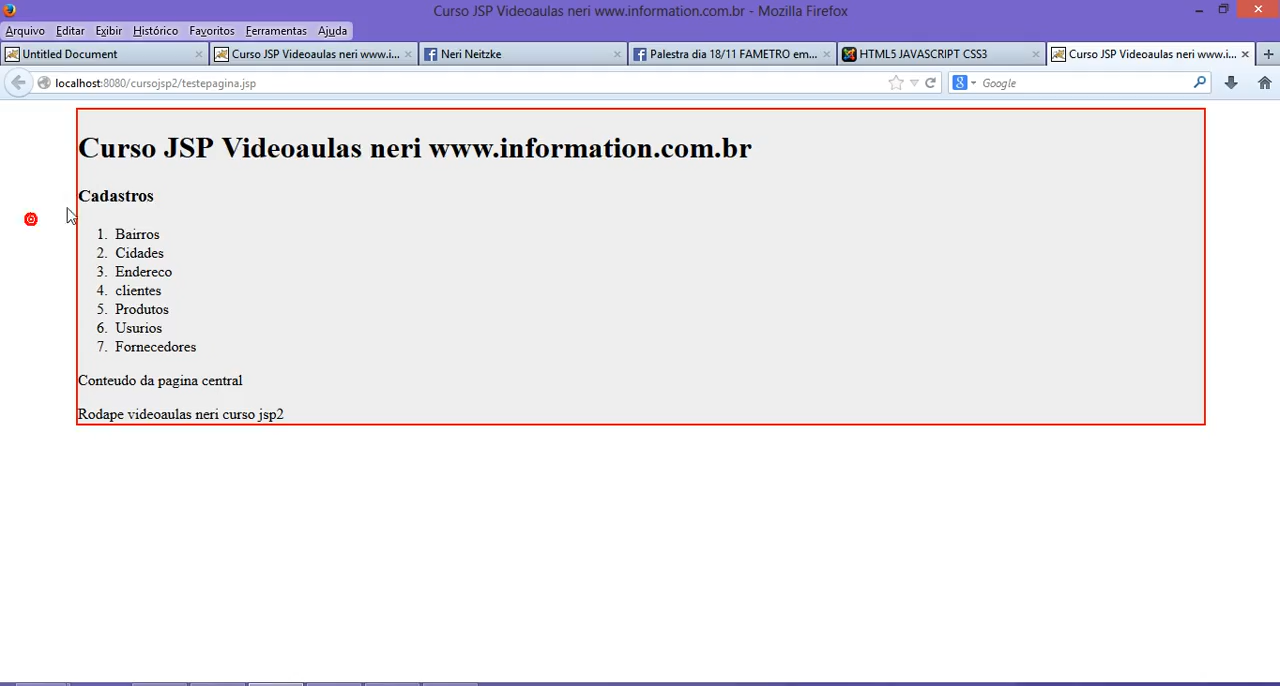 Curso JSP Videoaulas neri www.information.com.br - Mozilla Firefox
Arquivo Editar Exibir Histórico Favoritos Ferramentas Ajuda
Untitled Document × Curso JSP Videoaulas neri www.i... × Neri Neitzke × Palestra dia 18/11 FAMETRO em... × HTML5 JAVASCRIPT CSS3 × Curso JSP Videoaulas neri www.i... × +
localhost:8080/cursojsp2/testepagina.jsp Google
Curso JSP Videoaulas neri www.information.com.br
Cadastros
1. Bairros
2. Cidades
3. Endereco
4. clientes
5. Produtos
6. Usurios
7. Fornecedores
Conteudo da pagina central
Rodape videoaulas neri curso jsp2